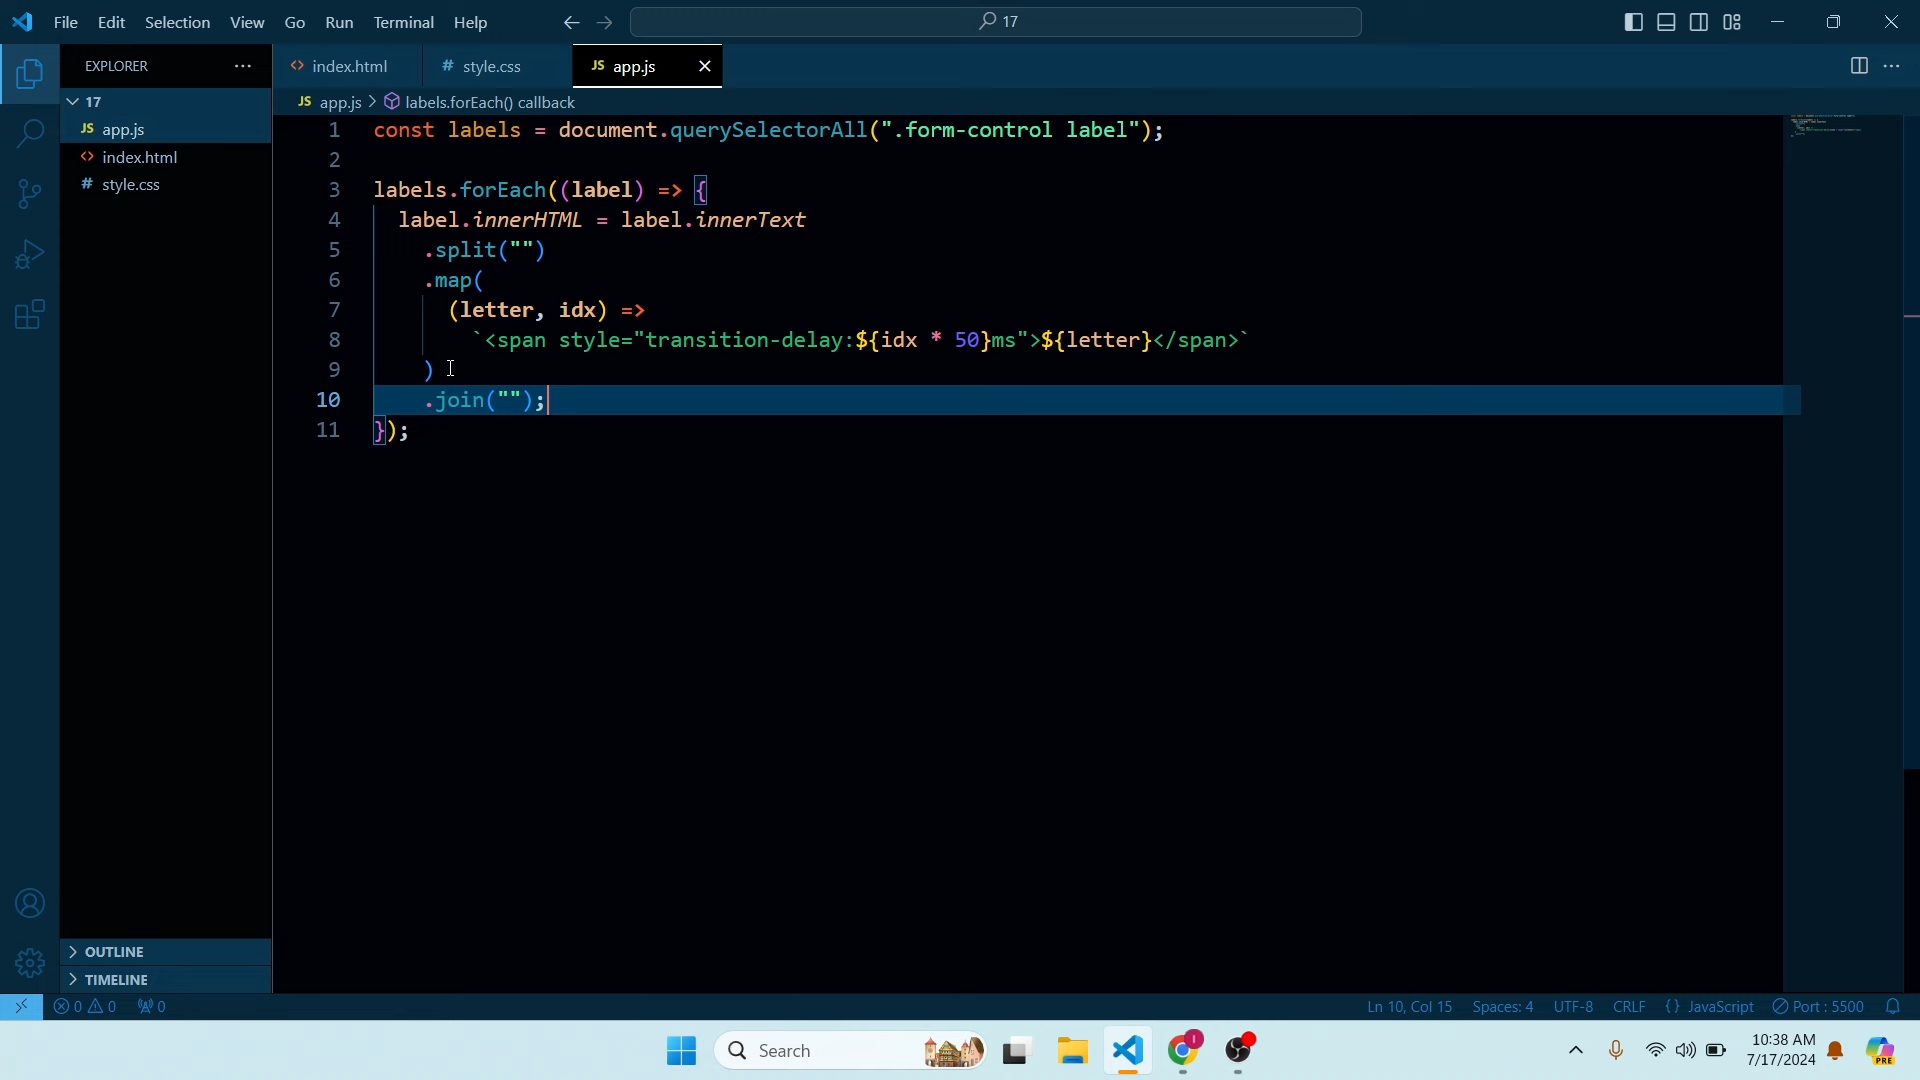 File Edit Selection View Go Run Terminal Help
17
EXPLORER
index.html
# style.css
JS app.js
17
JS app.js > labels.forEach() callback
JS app.js
index.html
# style.css
1 const labels = document.querySelectorAll(".form-control label");
2
3 labels.forEach((label) => {
4 label.innerHTML = label.innerText
5 .split("")
6 .map(
7 (letter, idx) =>
8 `<span style="transition-delay:${idx * 50}ms">${letter}</span>`
9 )
10 .join("");
11 });
OUTLINE
TIMELINE
0 0 0
Ln 10, Col 15 Spaces: 4 UTF-8 CRLF {} JavaScript Port : 5500
Search
10:38 AM
7/17/2024
PRE